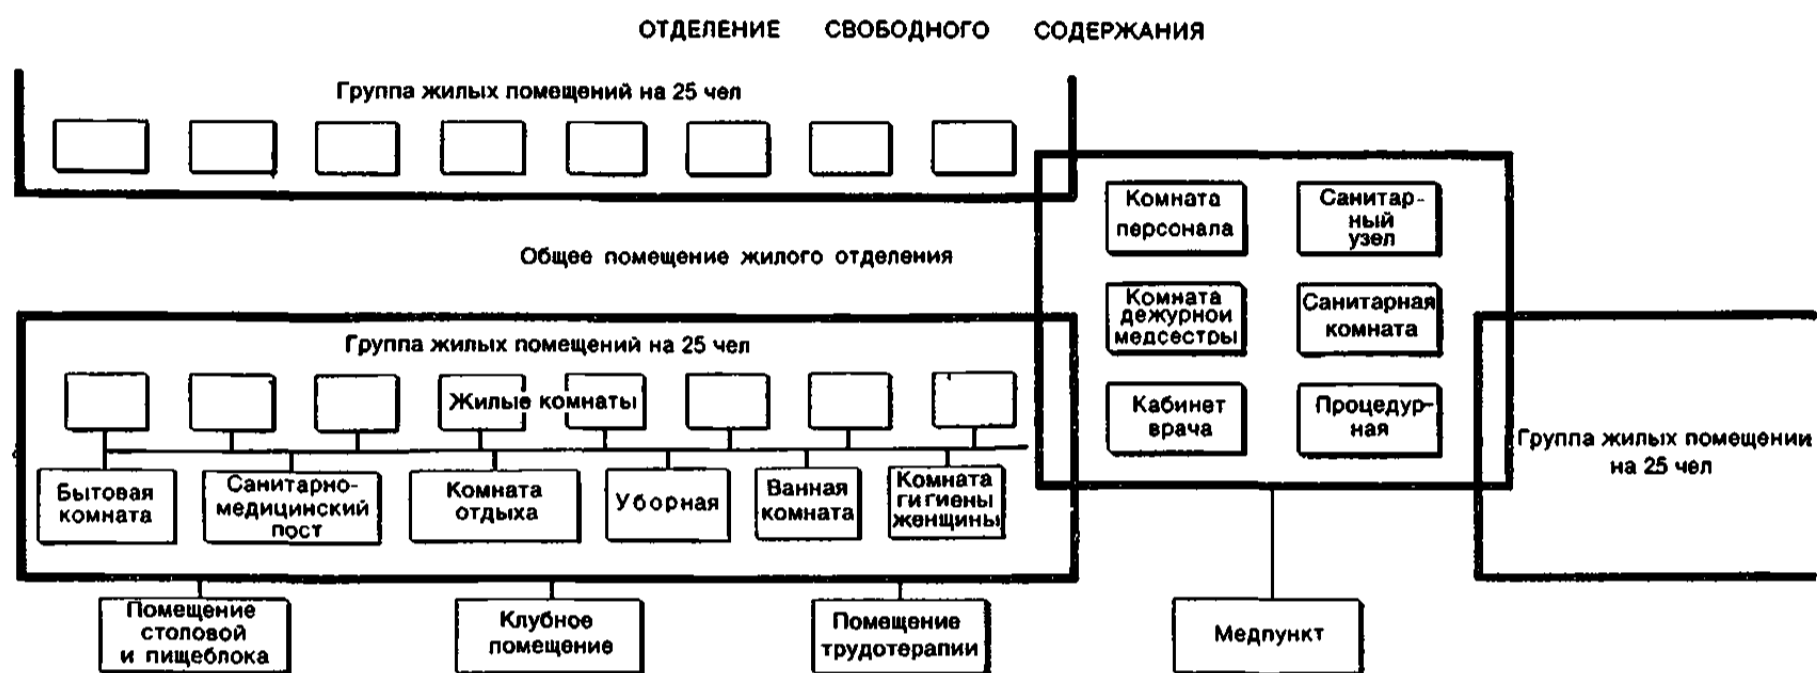 ОТДЕЛЕНИЕ СВОБОДНОГО СОДЕРЖАНИЯ
Группа жилых помещений на 25 чел
Общее помещение жилого отделения
Комната
персонала
Санитар-
ный
узел
Комната
дежурной
медсестры
Санитарная
комната
Кабинет
врача
Процедур-
ная
Группа жилых помещений на 25 чел
Жилые комнаты
Бытовая
комната
Санитарно-
медицинский
пост
Комната
отдыха
Уборная
Ванная
комната
Комната
гигиены
женщины
Группа жилых помещении
на 25 чел
Помещение
столовой
и пищеблока
Клубное
помещение
Помещение
трудотерапии
Медпункт